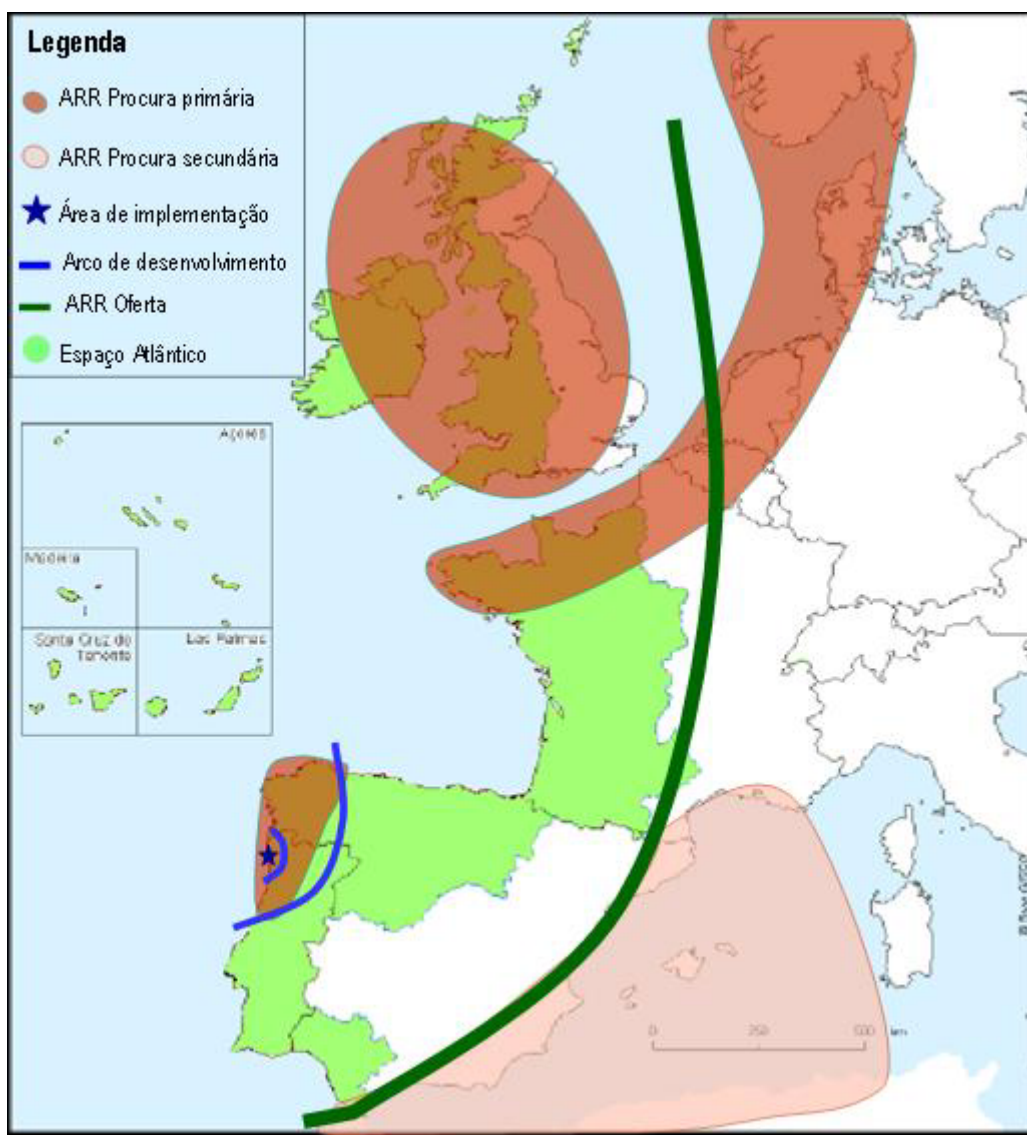 Legenda
ARR Procura primária
ARR Procura secundária
Área de implementação
Arco de desenvolvimento
ARR Oferta
Espaço Atlântico
Açores
Madeira
Santa Cruz de
Tenerife
Las Palmas
0 250 500 km